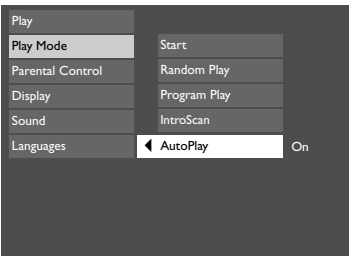 Play
Play Mode
Start
Parental Control
Random Play
Display
Program Play
Sound
IntroScan
Languages
AutoPlay
On